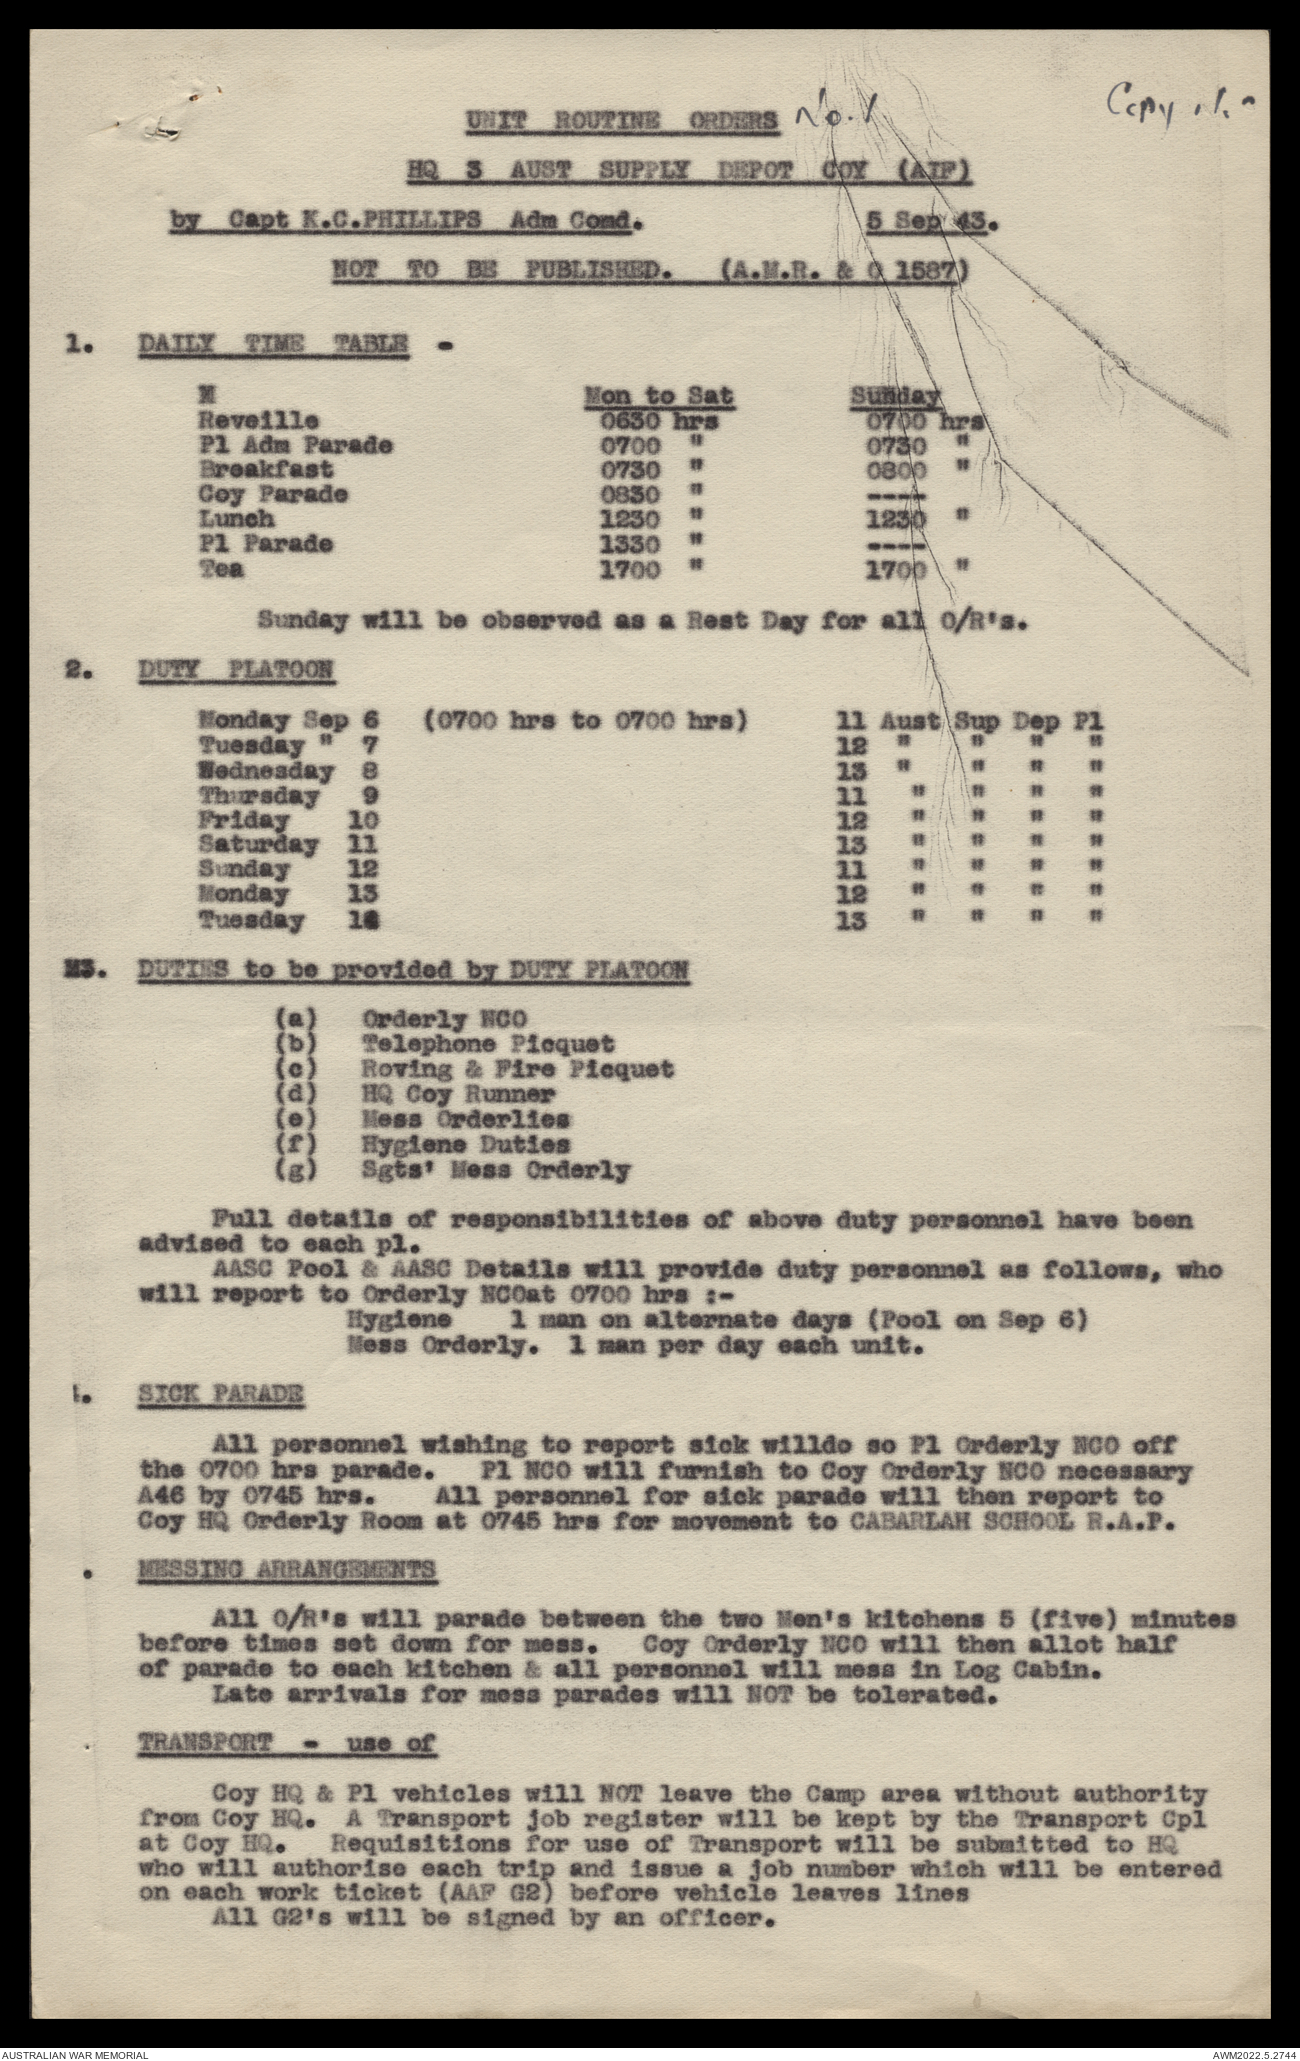 UNIT ROUTINE ORDERS No. 1
Copy
HQ 3 AUST SUPPLY DEPOT COY (AIF)
by Capt K.C.PHILLIPS Adm Comd. 5 Sep 43.
NOT TO BE PUBLISHED. (A.M.R. & O 1587)
1. DAILY TIME TABLE -
M Mon to Sat Sunday
Reveille 0630 hrs 0700 hrs
Pl Adm Parade 0700 " 0730 "
Breakfast 0730 " 0800 "
Coy Parade 0830 " ----
Lunch 1230 " 1230 "
Pl Parade 1330 " ----
Tea 1700 " 1700 "
Sunday will be observed as a Rest Day for all O/R's.
2. DUTY PLATOON
Monday Sep 6 (0700 hrs to 0700 hrs) 11 Aust Sup Dep Pl
Tuesday " 7 12 " " " "
Wednesday 8 13 " " " "
Thursday 9 11 " " " "
Friday 10 12 " " " "
Saturday 11 13 " " " "
Sunday 12 11 " " " "
Monday 13 12 " " " "
Tuesday 14 13 " " " "
3. DUTIES to be provided by DUTY PLATOON
(a) Orderly NCO
(b) Telephone Picquet
(c) Roving & Fire Picquet
(d) HQ Coy Runner
(e) Mess Orderlies
(f) Hygiene Duties
(g) Sgts' Mess Orderly
Full details of responsibilities of above duty personnel have been
advised to each pl.
AASC Pool & AASC Details will provide duty personnel as follows, who
will report to Orderly NCOat 0700 hrs :-
Hygiene 1 man on alternate days (Pool on Sep 6)
Mess Orderly. 1 man per day each unit.
. SICK PARADE
All personnel wishing to report sick willdo so Pl Orderly NCO off
the 0700 hrs parade. Pl NCO will furnish to Coy Orderly NCO necessary
A46 by 0745 hrs. All personnel for sick parade will then report to
Coy HQ Orderly Room at 0745 hrs for movement to CABARLAH SCHOOL R.A.P.
. MESSING ARRANGEMENTS
All O/R's will parade between the two Men's kitchens 5 (five) minutes
before times set down for mess. Coy Orderly NCO will then allot half
of parade to each kitchen & all personnel will mess in Log Cabin.
Late arrivals for mess parades will NOT be tolerated.
TRANSPORT - use of
Coy HQ & Pl vehicles will NOT leave the Camp area without authority
from Coy HQ. A Transport job register will be kept by the Transport Cpl
at Coy HQ. Requisitions for use of Transport will be submitted to HQ
who will authorise each trip and issue a job number which will be entered
on each work ticket (AAF G2) before vehicle leaves lines
All G2's will be signed by an officer.
AUSTRALIAN WAR MEMORIAL AWM2022.5.2744